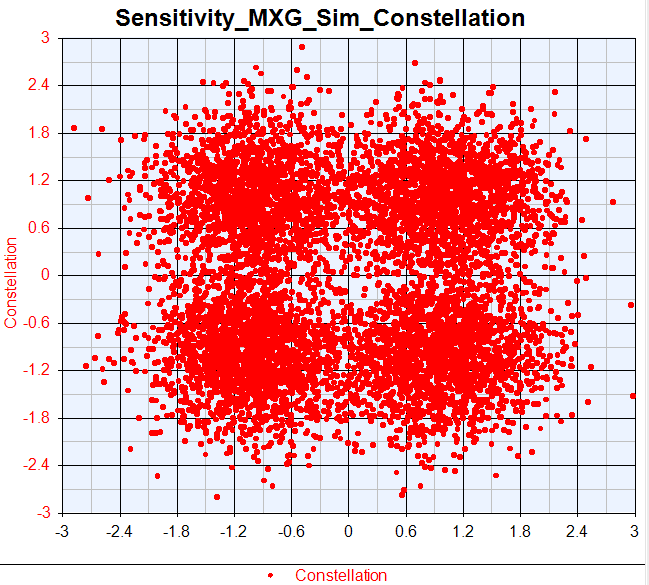 Sensitivity_MXG_Sim_Constellation
3
2.4
1.8
1.2
0.6
0
-0.6
-1.2
-1.8
-2.4
-3
Constellation
-3 -2.4 -1.8 -1.2 -0.6 0 0.6 1.2 1.8 2.4 3
Constellation